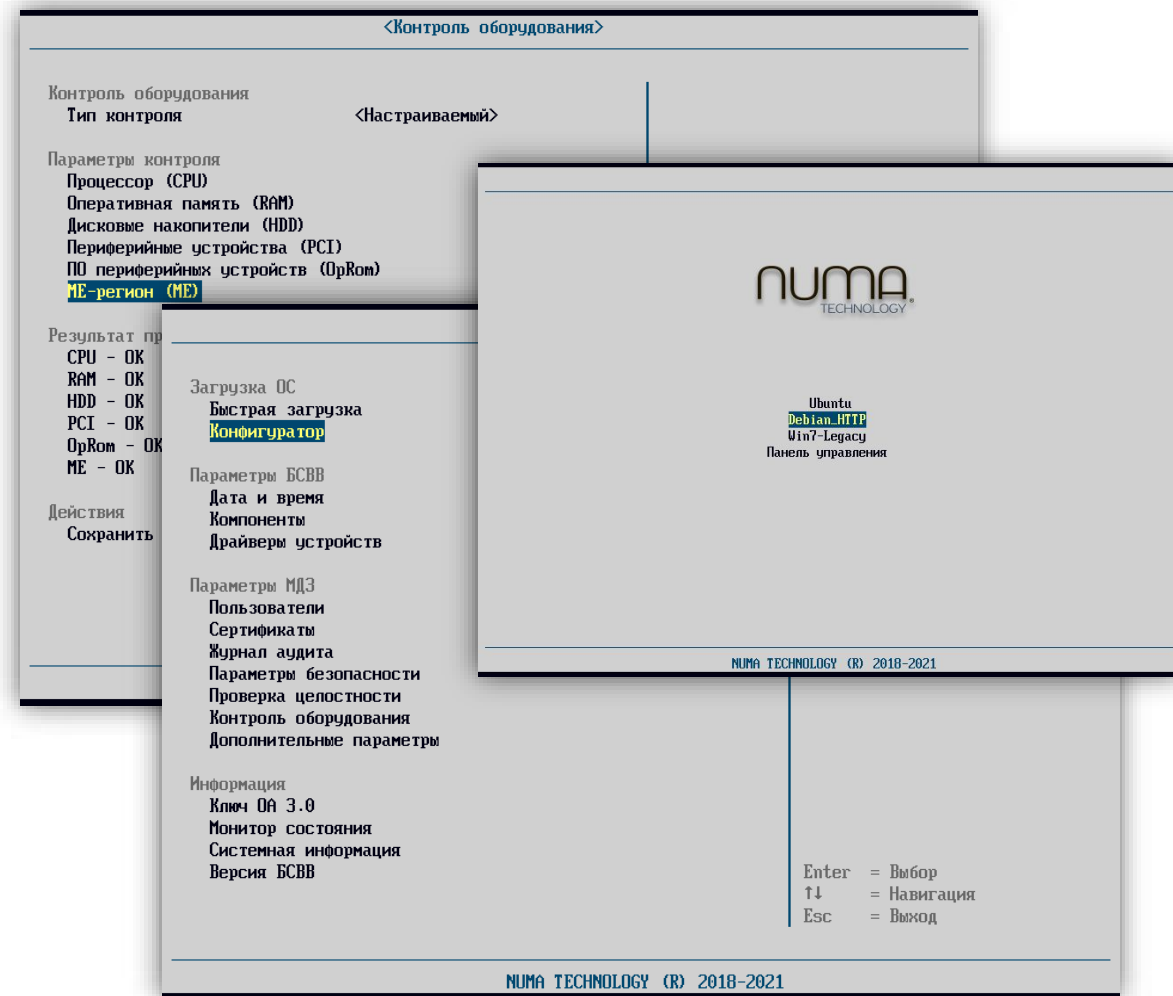 <Контроль оборудования>
Контроль оборудования
Тип контроля <Настраиваемый>
Параметры контроля
Процессор (CPU)
Оперативная память (RAM)
Дисковые накопители (HDD)
Периферийные устройства (PCI)
ПО периферийных устройств (OpRom)
МЕ-регион (МЕ)
Результат пр
CPU - OK
RAM - OK
HDD - OK
PCI - OK
OpRom - OK
ME - OK
Действия
Сохранить
Загрузка ОС
Быстрая загрузка
Конфигуратор
Параметры БСВВ
Дата и время
Компоненты
Драйверы устройств
Параметры МДЗ
Пользователи
Сертификаты
Журнал аудита
Параметры безопасности
Проверка целостности
Контроль оборудования
Дополнительные параметры
Информация
Ключ ОА 3.0
Монитор состояния
Системная информация
Версия БСВВ
Enter = Выбор
↑↓ = Навигация
Esc = Выход
NUMA TECHNOLOGY (R) 2018-2021
NUMA
TECHNOLOGY
Ubuntu
Debian_HTTP
Win7-Legacy
Панель управления
NUMA TECHNOLOGY (R) 2018-2021